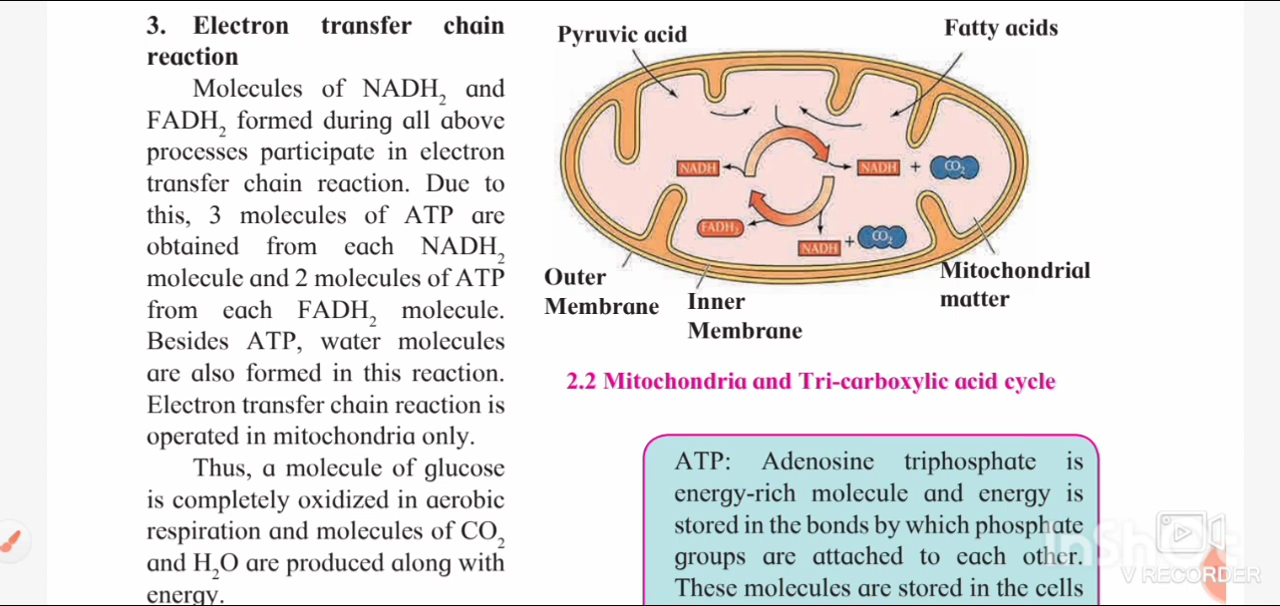 3. Electron transfer chain
reaction
Molecules of NADH₂ and
FADH₂ formed during all above
processes participate in electron
transfer chain reaction. Due to
this, 3 molecules of ATP are
obtained from each NADH₂
molecule and 2 molecules of ATP
from each FADH₂ molecule.
Besides ATP, water molecules
are also formed in this reaction.
Electron transfer chain reaction is
operated in mitochondria only.
Thus, a molecule of glucose
is completely oxidized in aerobic
respiration and molecules of CO₂
and H₂O are produced along with
energy.
Pyruvic acid
Fatty acids
NADH
NADH + CO₂
FADH₂
NADH + CO₂
Outer
Membrane
Inner
Membrane
Mitochondrial
matter
2.2 Mitochondria and Tri-carboxylic acid cycle
ATP: Adenosine triphosphate is
energy-rich molecule and energy is
stored in the bonds by which phosphate
groups are attached to each other.
These molecules are stored in the cells
InShot
V RECORDER